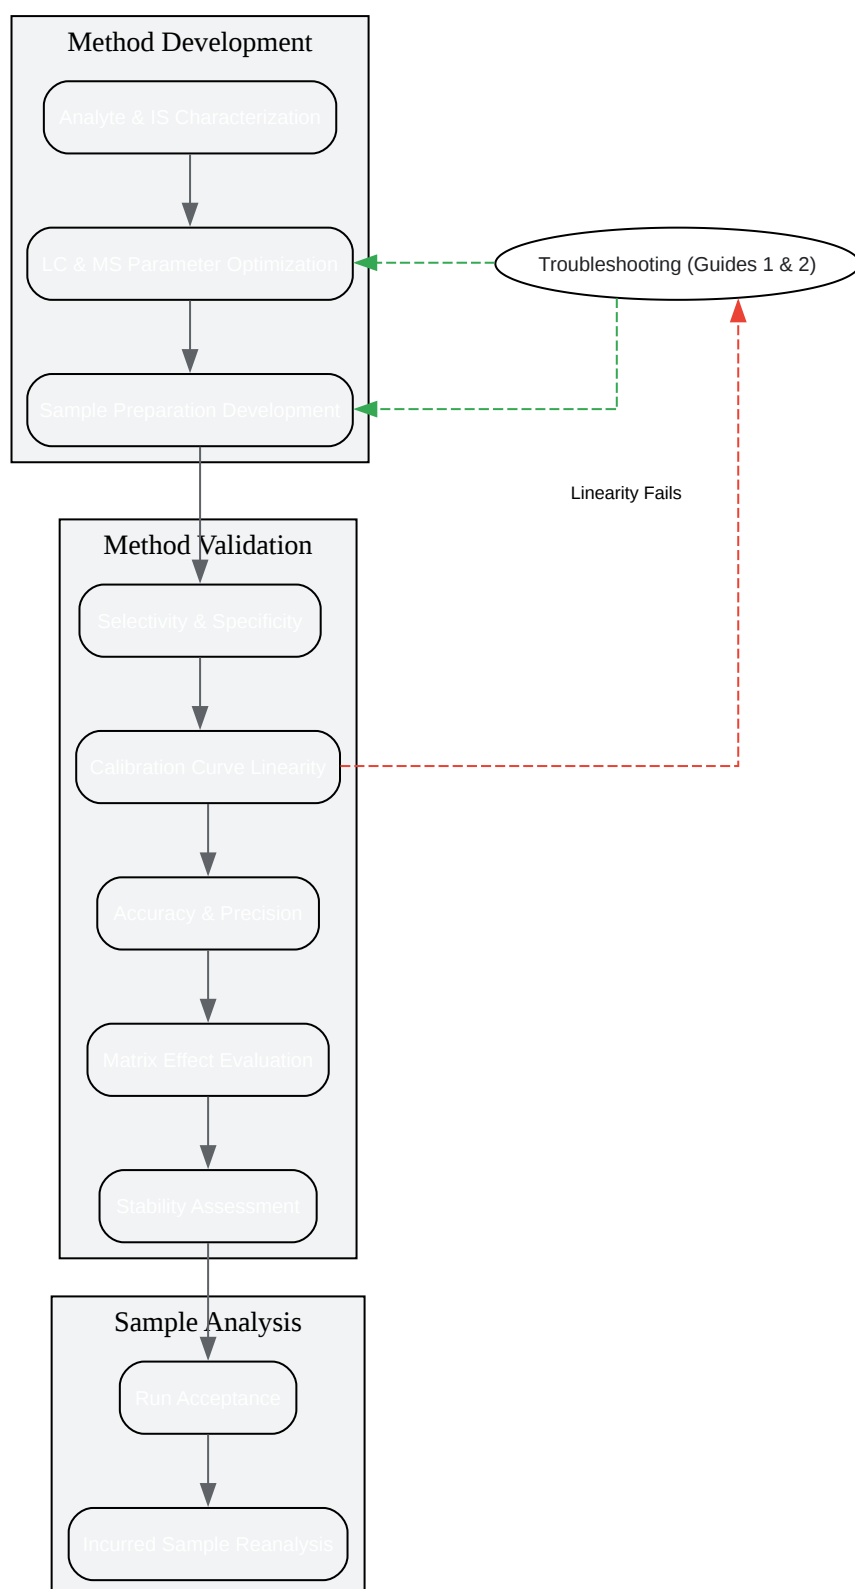 Method Development
Analyte & IS Characterization
LC & MS Parameter Optimization
Troubleshooting (Guides 1 & 2)
Sample Preparation Development
Linearity Fails
Method Validation
Selectivity & Specificity
Calibration Curve Linearity
Accuracy & Precision
Matrix Effect Evaluation
Stability Assessment
Sample Analysis
Run Acceptance
Incurred Sample Reanalysis